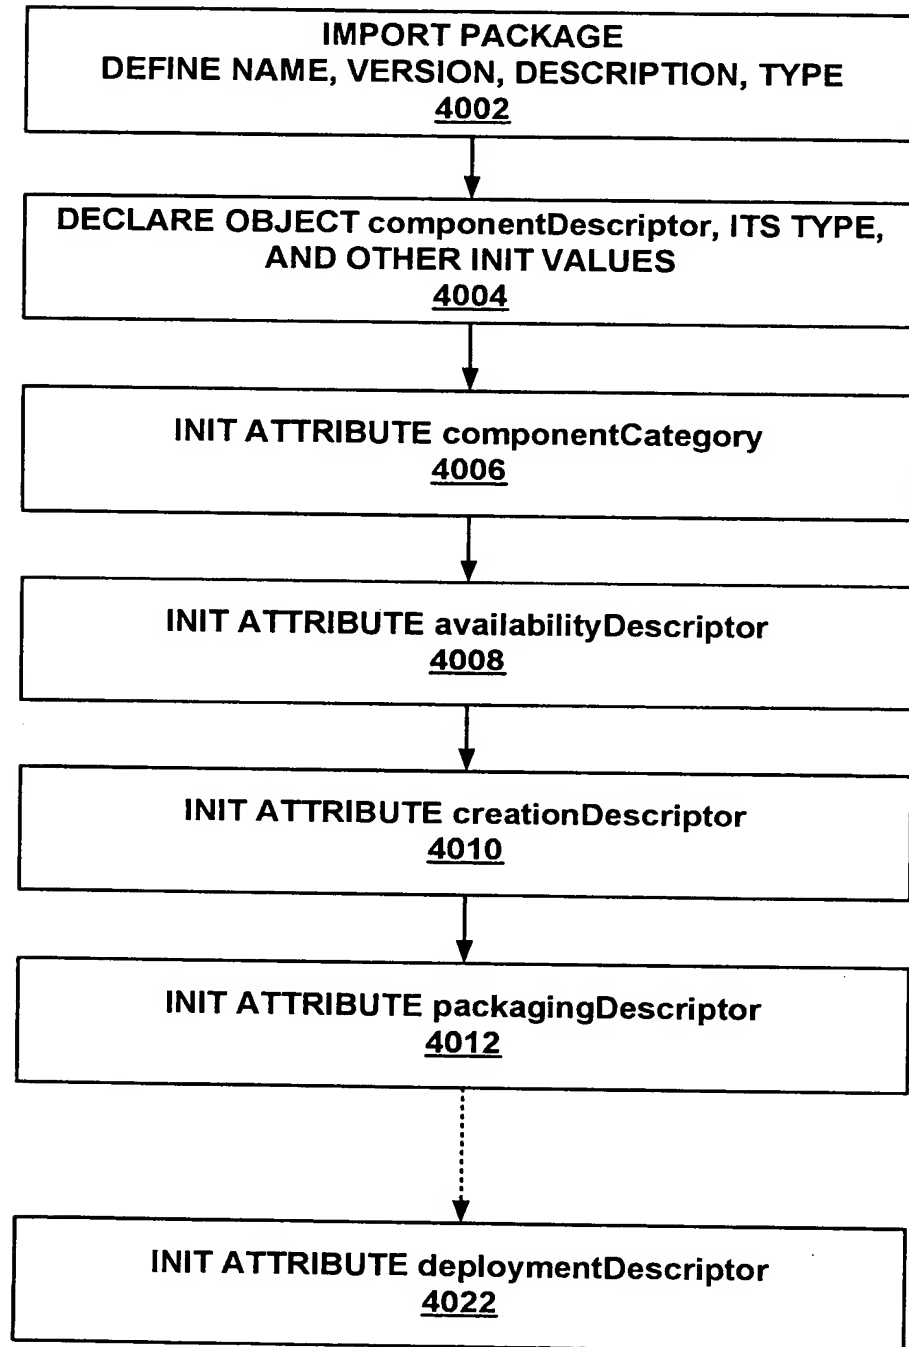 IMPORT PACKAGE
DEFINE NAME, VERSION, DESCRIPTION, TYPE
4002
DECLARE OBJECT componentDescriptor, ITS TYPE,
AND OTHER INIT VALUES
4004
INIT ATTRIBUTE componentCategory
4006
INIT ATTRIBUTE availabilityDescriptor
4008
INIT ATTRIBUTE creationDescriptor
4010
INIT ATTRIBUTE packagingDescriptor
4012
INIT ATTRIBUTE deploymentDescriptor
4022